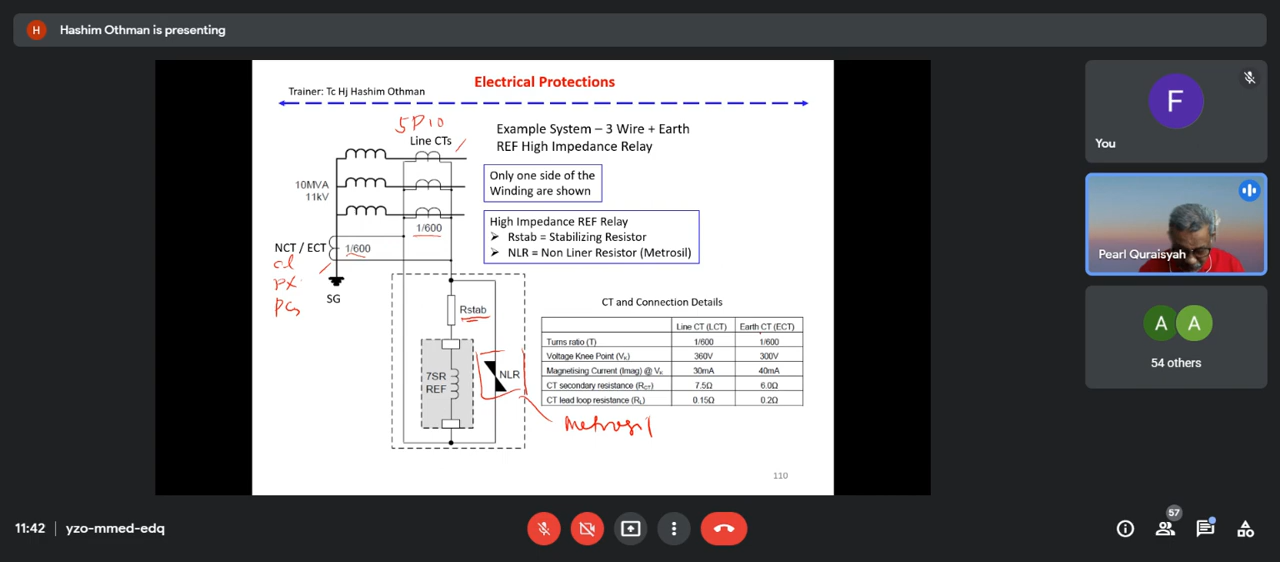 H Hashim Othman is presenting
Electrical Protections
Trainer: Tc Hj Hashim Othman
5P10
Line CTs
Example System – 3 Wire + Earth
REF High Impedance Relay
10MVA
11kV
Only one side of the
Winding are shown
1/600
High Impedance REF Relay
➢ Rstab = Stabilizing Resistor
➢ NLR = Non Liner Resistor (Metrosil)
NCT / ECT 1/600
cl
PX
SG
Rstab
7SR
REF
NLR
Metrosil
CT and Connection Details
Line CT (LCT) Earth CT (ECT)
Turns ratio (T) 1/600 1/600
Voltage Knee Point (Vₖ) 360V 300V
Magnetising Current (Imag) @ Vₖ 30mA 40mA
CT secondary resistance (R_CT) 7.5Ω 6.0Ω
CT lead loop resistance (R_L) 0.15Ω 0.2Ω
110
F
You
Pearl Quraisyah
A A
54 others
11:42 | yzo-mmed-edq
57